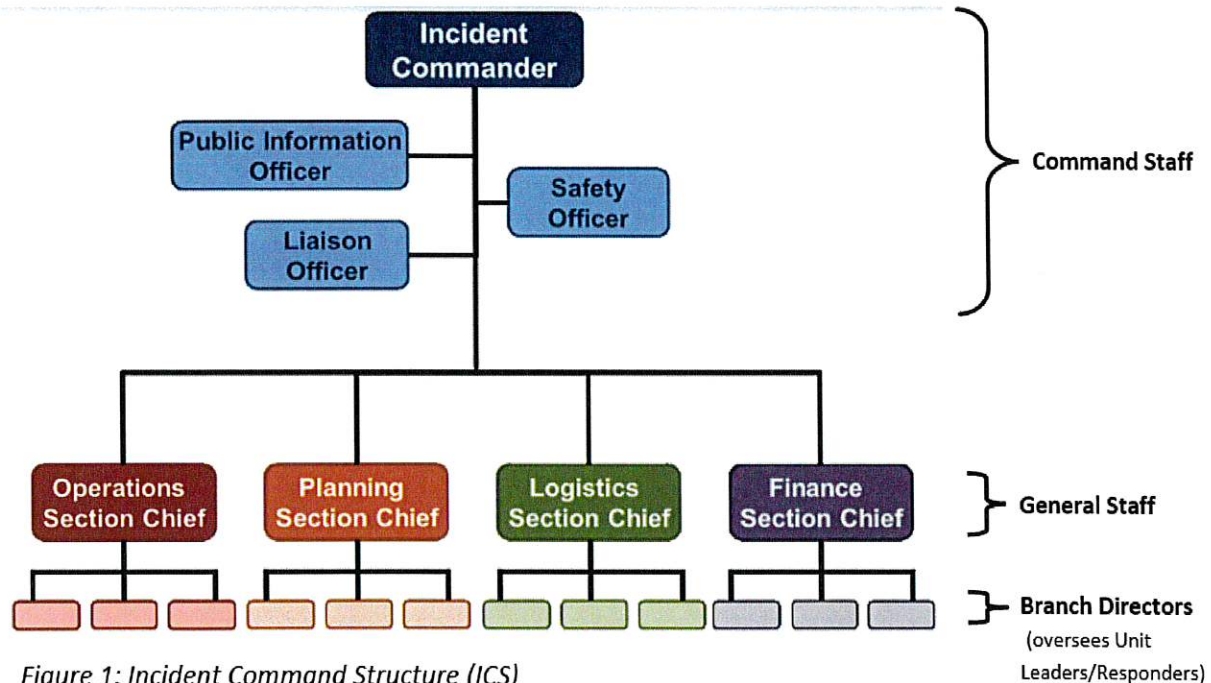 Incident
Commander
Public Information
Officer
Safety
Officer
Liaison
Officer
Command Staff
Operations
Section Chief
Planning
Section Chief
Logistics
Section Chief
Finance
Section Chief
General Staff
Branch Directors
(oversees Unit
Leaders/Responders)
Figure 1: Incident Command Structure (ICS)